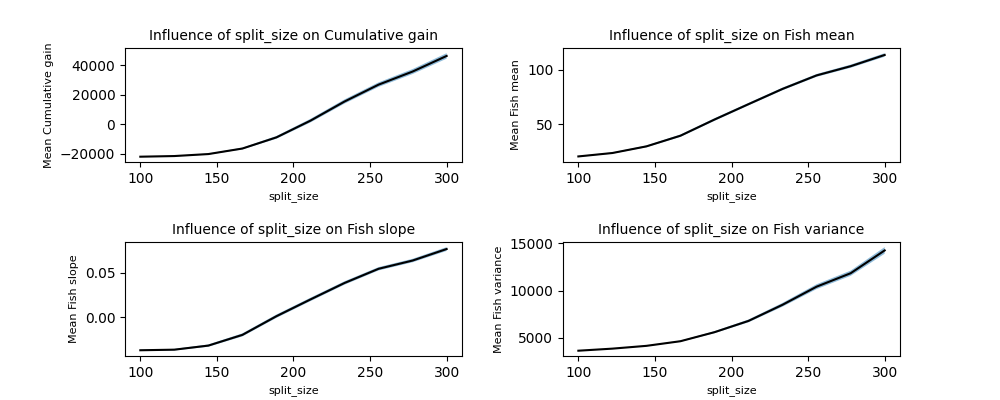 Influence of split_size on Cumulative gain
Mean Cumulative gain
40000
20000
0
−20000
100 150 200 250 300
split_size
Influence of split_size on Fish mean
Mean Fish mean
100
50
100 150 200 250 300
split_size
Influence of split_size on Fish slope
Mean Fish slope
0.05
0.00
100 150 200 250 300
split_size
Influence of split_size on Fish variance
Mean Fish variance
15000
10000
5000
100 150 200 250 300
split_size